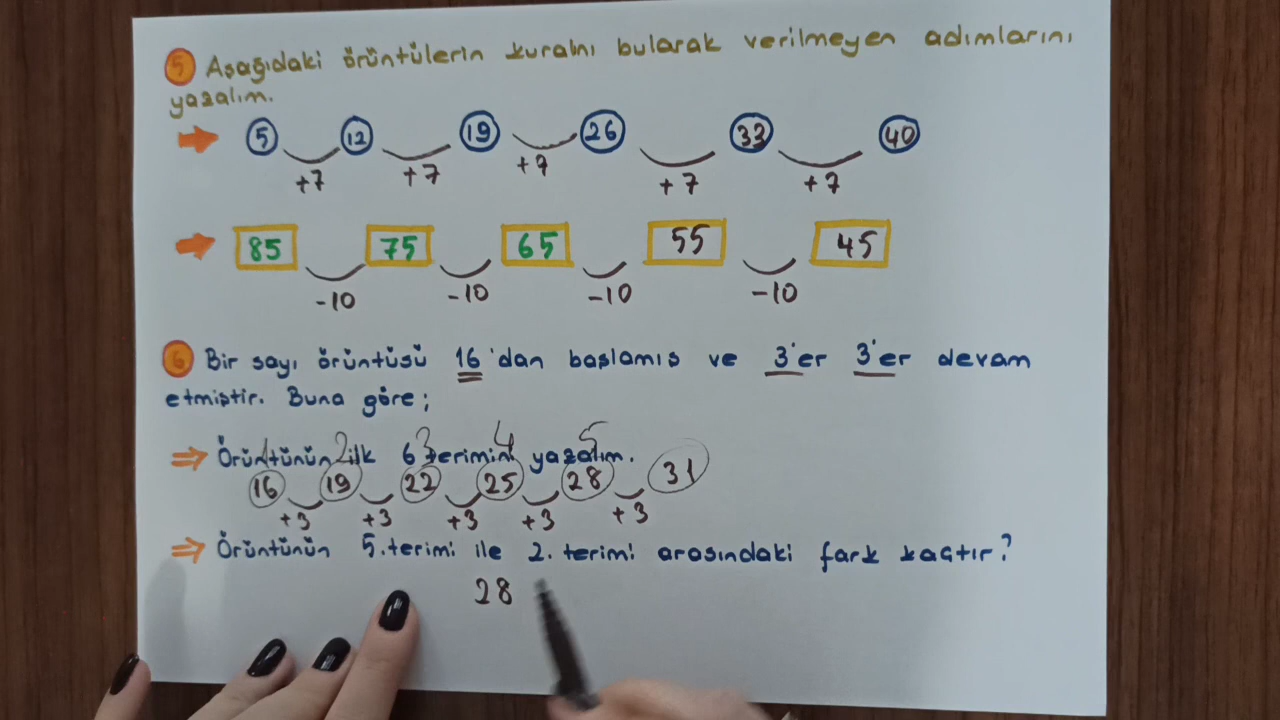 5 Aşağıdaki örüntülerin kuralını bularak verilmeyen adımlarını
yazalım.
5 12 19 26 33 40
+7 +7 +7 +7 +7
85 75 65 55 45
-10 -10 -10 -10
6 Bir sayı örüntüsü 16'dan başlamış ve 3'er 3'er devam
etmiştir. Buna göre;
1 2 3 4 5
⇒ Örüntünün ilk 6 terimini yazalım.
16 19 22 25 28 31
+3 +3 +3 +3 +3
⇒ Örüntünün 5. terimi ile 2. terimi arasındaki fark kaçtır?
28